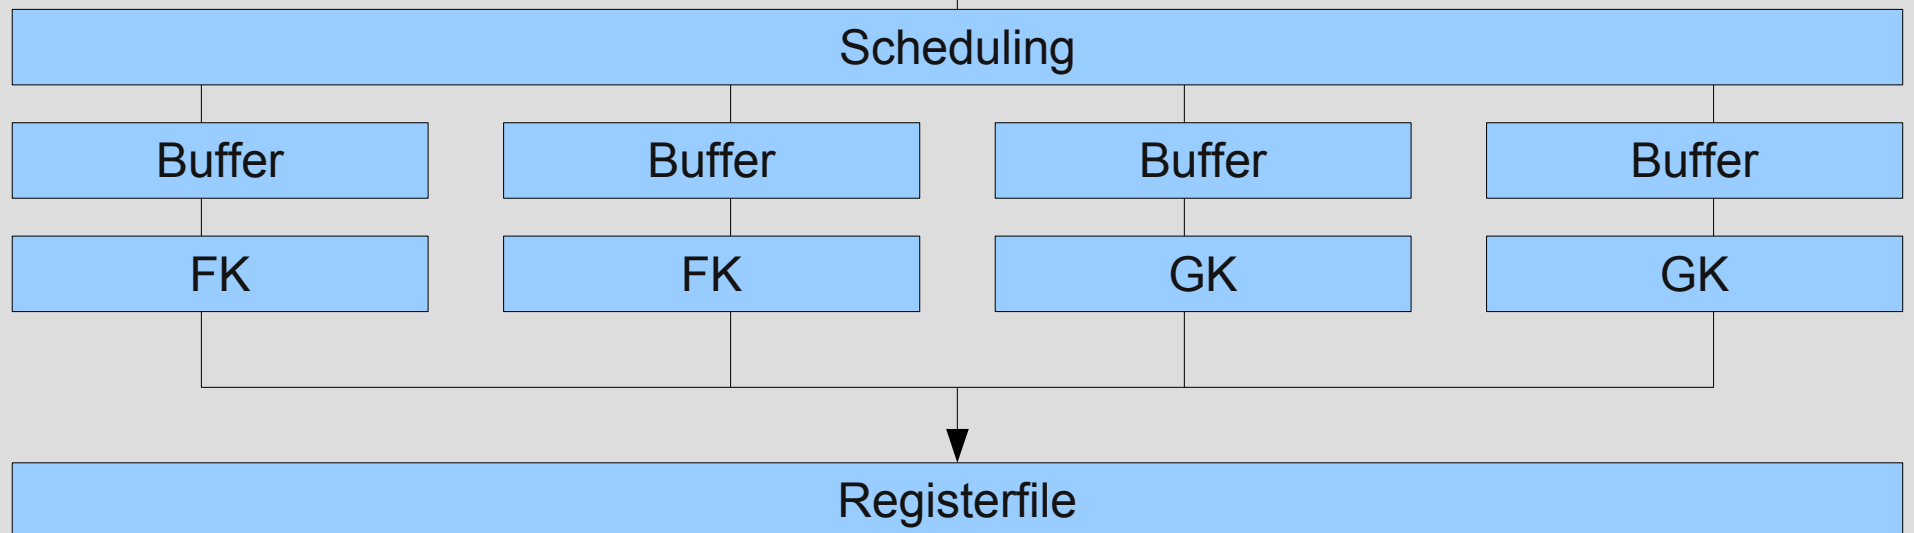 Scheduling
Buffer Buffer Buffer Buffer
FK FK GK GK
Registerfile